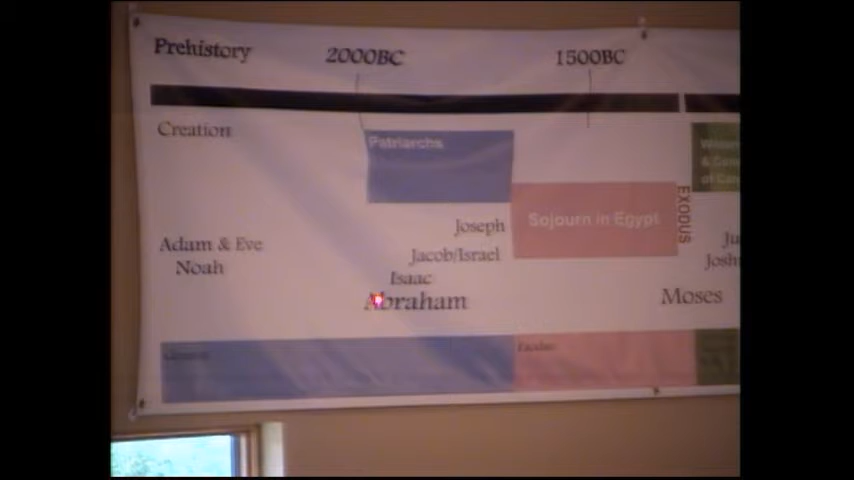 Prehistory
2000BC
1500BC
Creation
Patriarchs
Sojourn in Egypt
EXODUS
Joseph
Adam & Eve
Jacob/Israel
Noah
Isaac
Abraham
Moses
Exodus